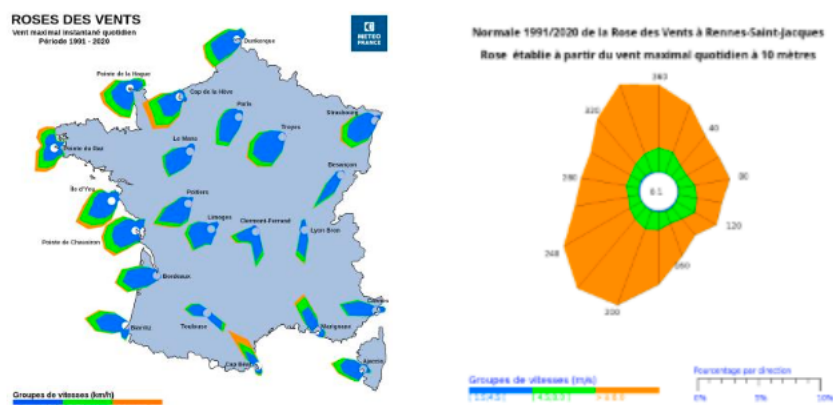 ROSES DES VENTS
Vent maximal instantané quotidien
Période 1991 - 2020
METEO
FRANCE
Dunkerque
Pointe de la Hague
Cap de la Hève
Paris
Strasbourg
Troyes
Le Mans
Pointe du Raz
Besançon
Île d'Yeu
Poitiers
Limoges
Clermont-Ferrand
Lyon Bron
Pointe de Chassiron
Bordeaux
Toulouse
Marignane
Biarritz
Cap Béar
Ajaccio
Groupes de vitesses (km/h)
Normale 1991/2020 de la Rose des Vents à Rennes-Saint-Jacques
Rose établie à partir du vent maximal quotidien à 10 mètres
360
320
40
280
80
0.1
120
240
160
200
Groupes de vitesses (m/s)
Pourcentage par direction
0%
5%
10%